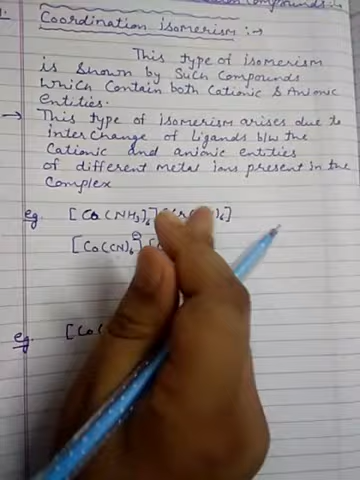 Compounds :-
1.
Coordination isomerism :→
This type of isomerism
is shown by such compounds
which contain both cationic & Anionic
Entities.
→ This type of isomerism arises due to
interchange of Ligands b/w the
Cationic and anionic entities
of different metal ions present in the
Complex
eg. [Co(NH3)6]
[Co(CN)6]
eg. [Co(